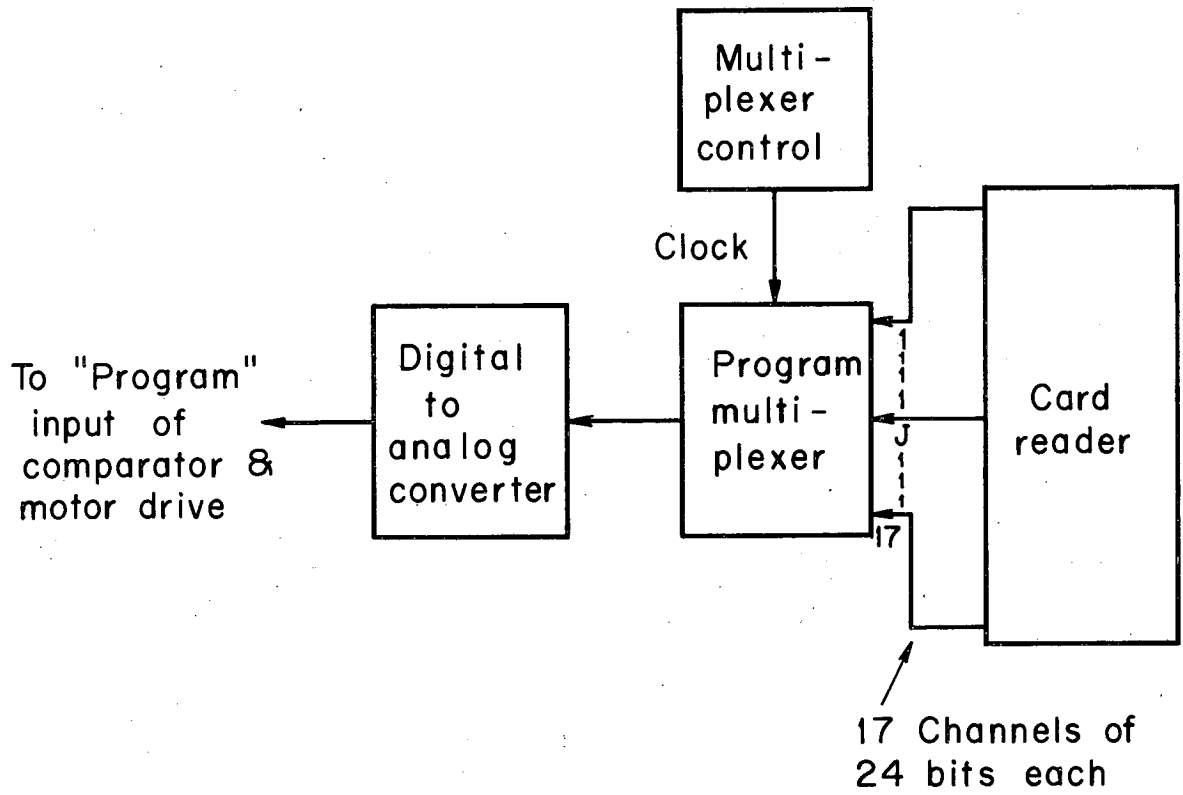 Multi-
plexer
control
Clock
To "Program"
input of
comparator &
motor drive
Digital
to
analog
converter
Program
multi-
plexer
1
J
17
Card
reader
17 Channels of
24 bits each